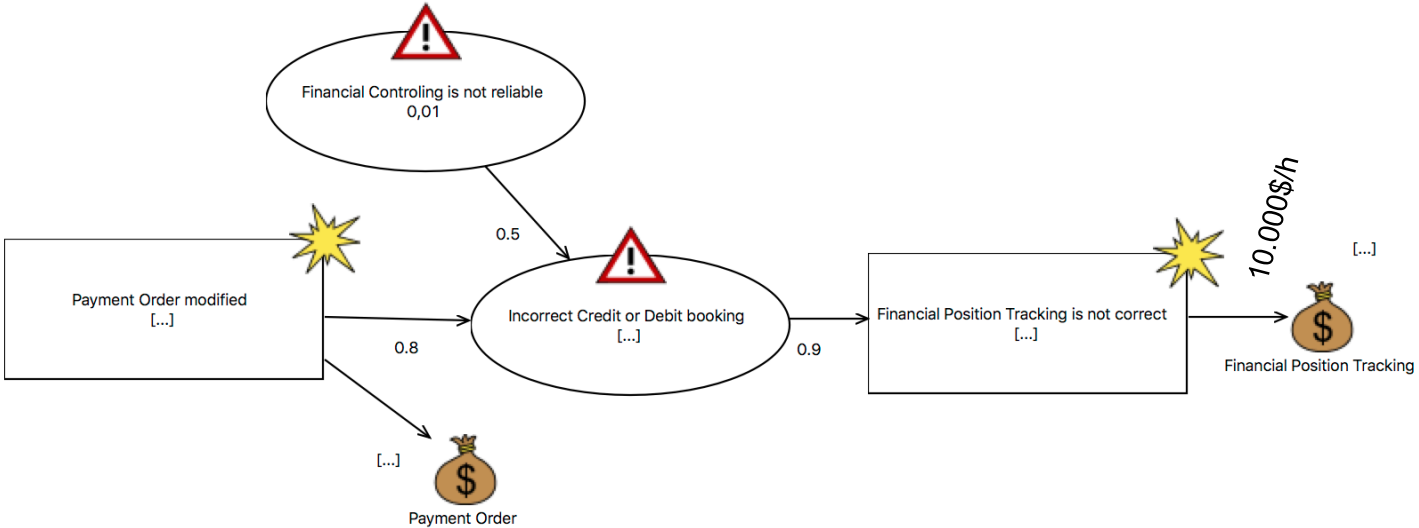 Financial Controling is not reliable
0,01
0.5
10.000$/h
[...]
Payment Order modified
[...]
Incorrect Credit or Debit booking
[...]
Financial Position Tracking is not correct
[...]
$
0.8
0.9
Financial Position Tracking
[...]
$
Payment Order